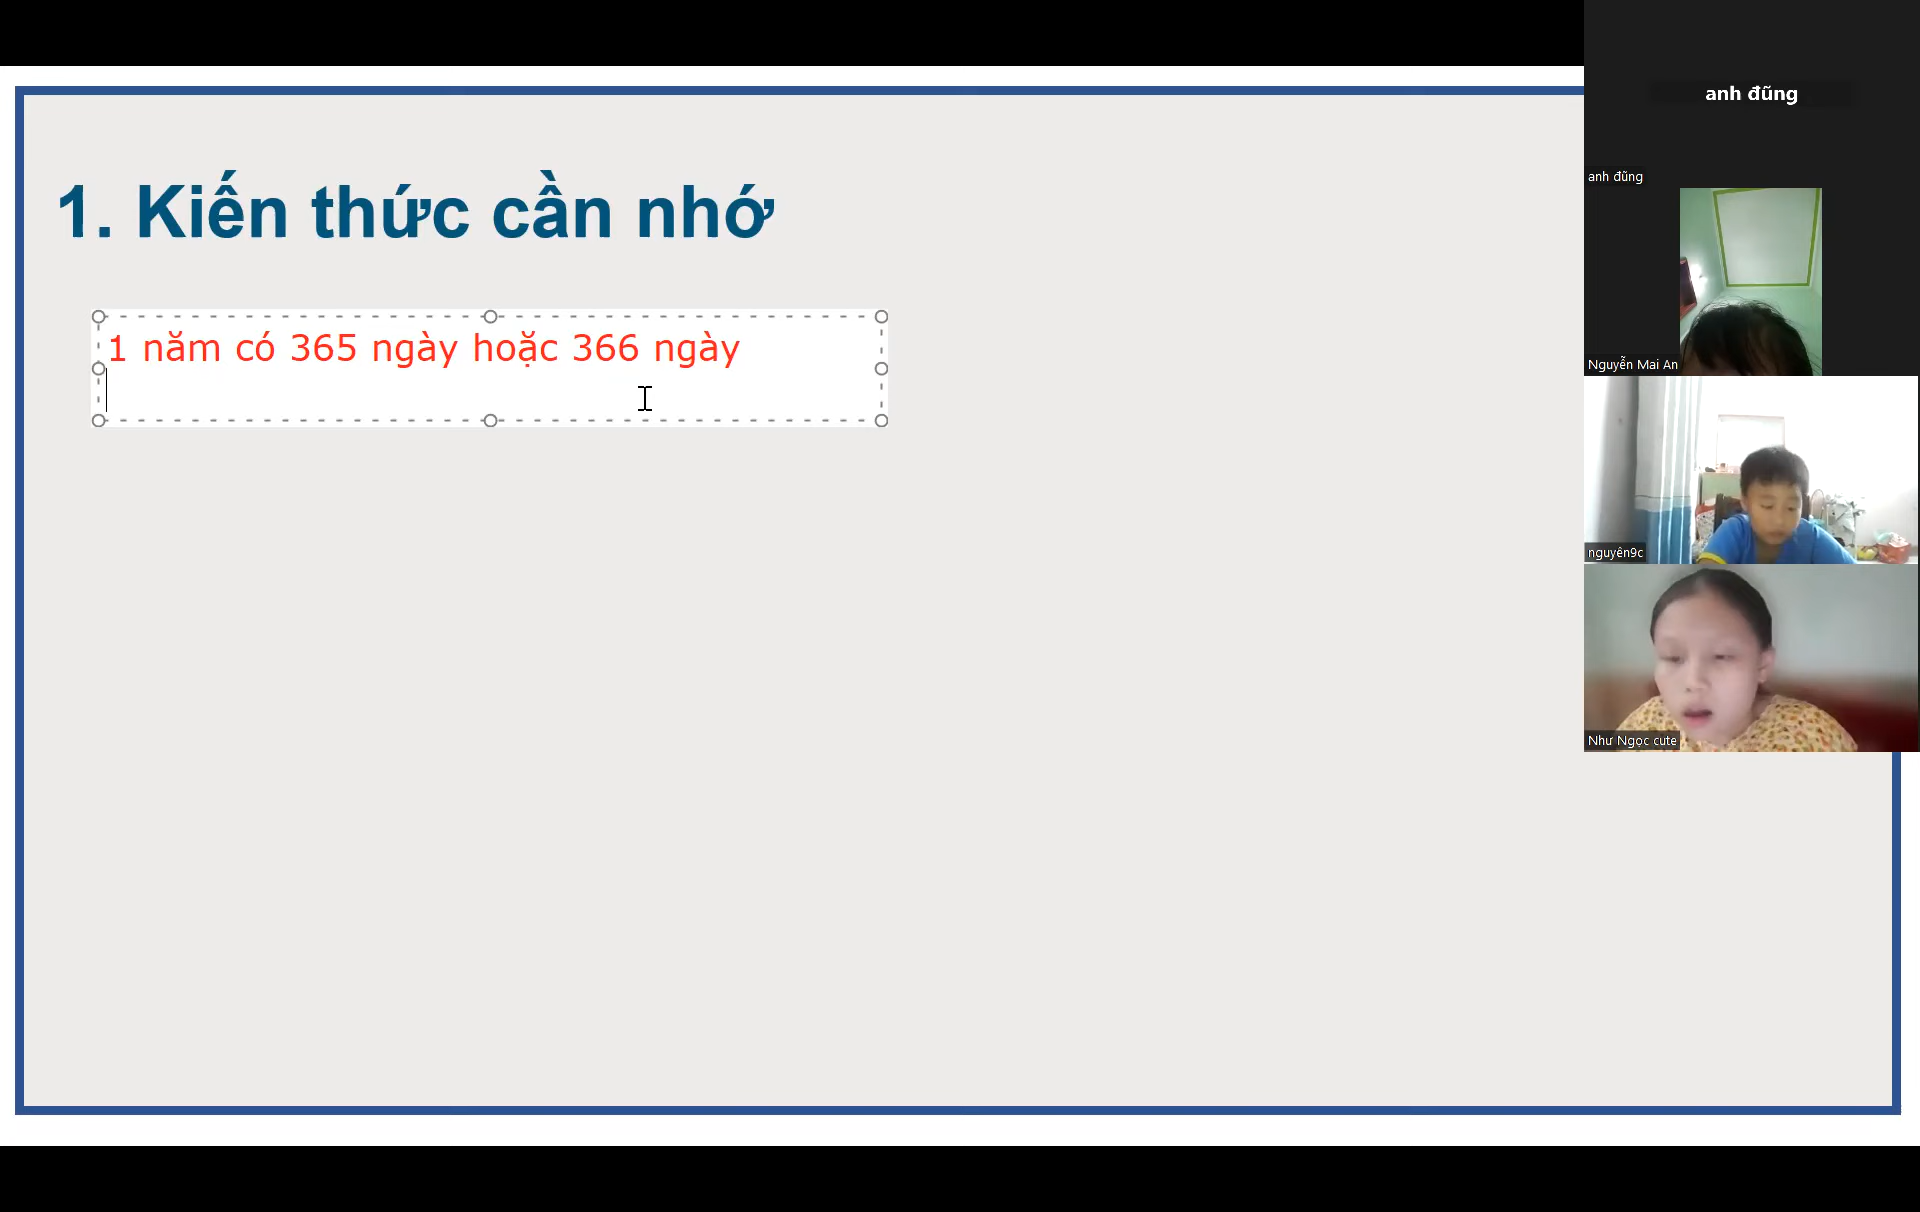 1. Kiến thức cần nhớ
1 năm có 365 ngày hoặc 366 ngày
anh đũng
anh đũng
Nguyễn Mai An
nguyên9c
Như Ngọc cute